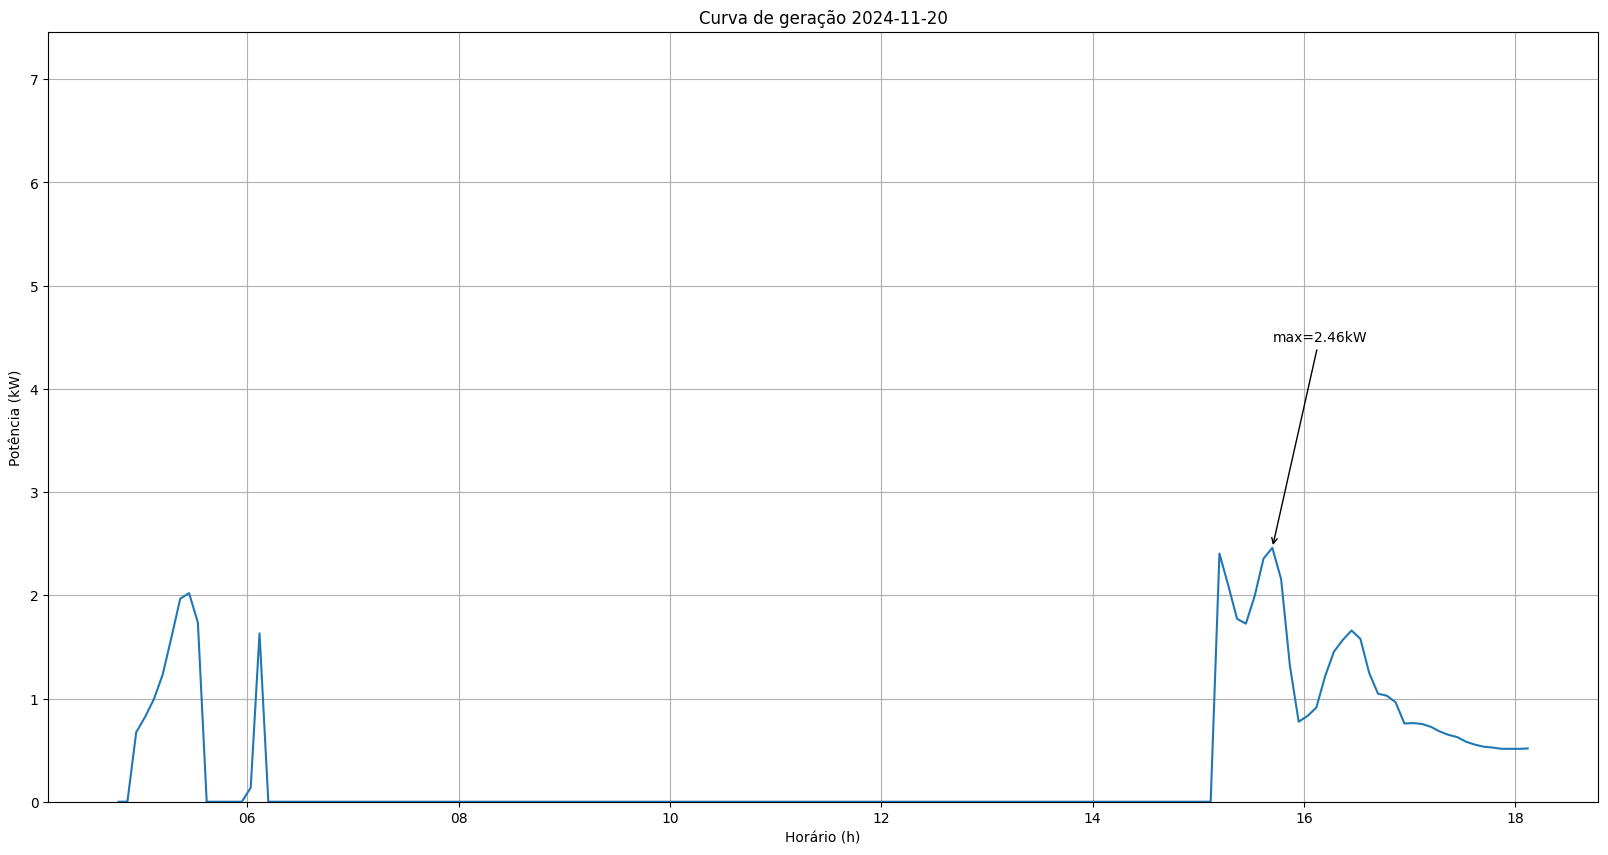 Curva de geração 2024-11-20
7
6
5
4
3
2
1
0
Potência (kW)
max=2.46kW
06 08 10 12 14 16 18
Horário (h)